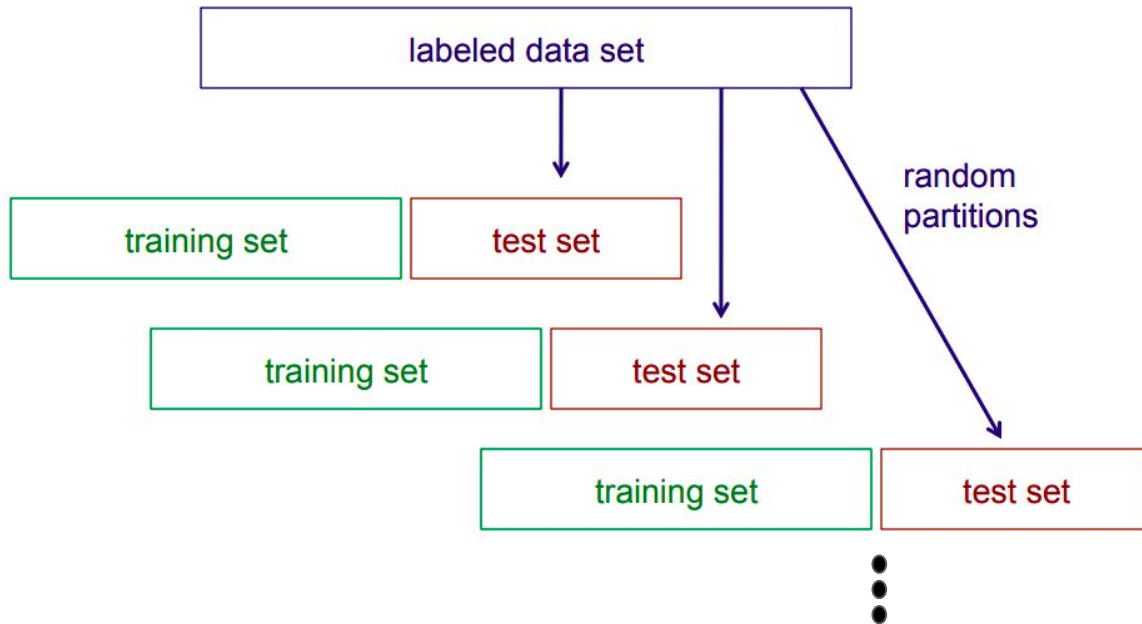 labeled data set
random
partitions
training set
test set
training set
test set
training set
test set